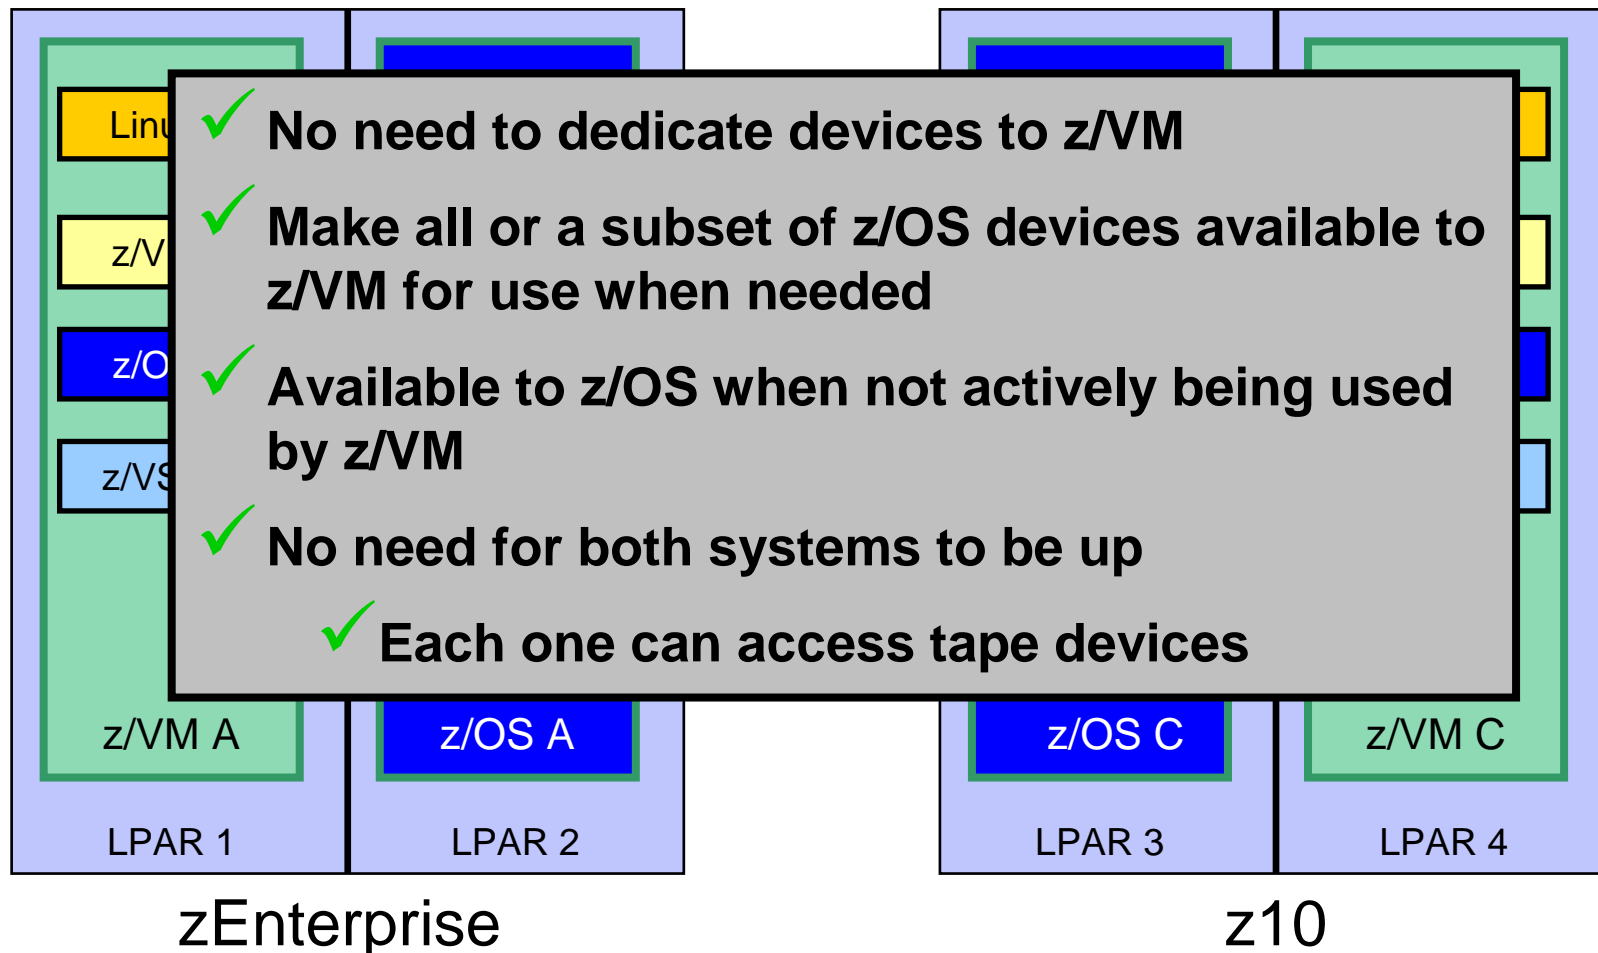 No need to dedicate devices to z/VM
Make all or a subset of z/OS devices available to
z/VM for use when needed
Available to z/OS when not actively being used
by z/VM
No need for both systems to be up
Each one can access tape devices
z/VM A
z/OS A
z/OS C
z/VM C
LPAR 1
LPAR 2
LPAR 3
LPAR 4
zEnterprise
z10